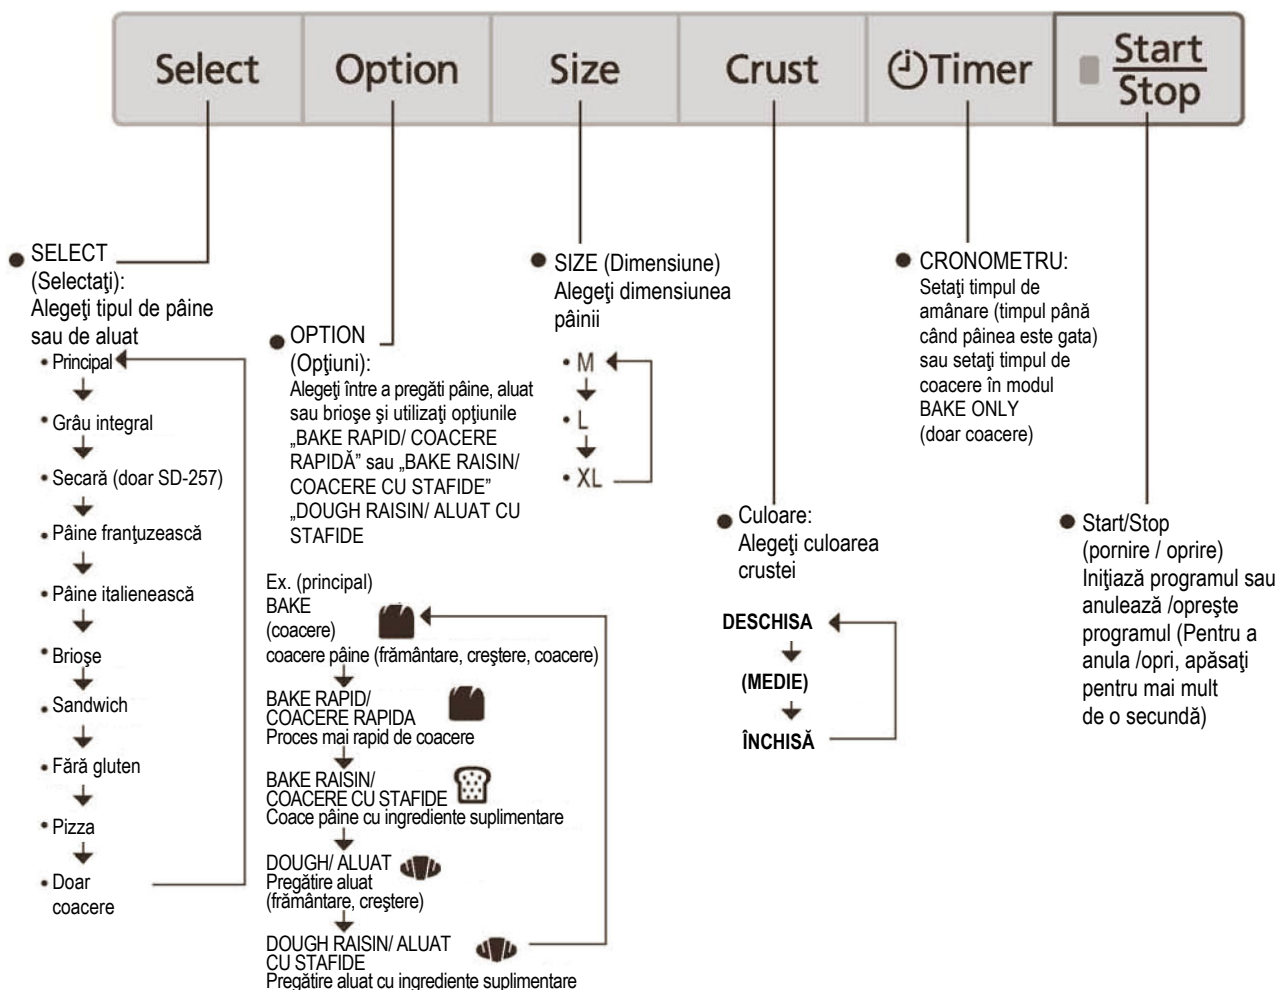 Select
Option
Size
Crust
Timer
Start
Stop
SELECT
(Selectaţi):
Alegeţi tipul de pâine
sau de aluat
• Principal
• Grâu integral
• Secară (doar SD-257)
• Pâine franţuzească
• Pâine italienească
• Brioşe
• Sandwich
• Fără gluten
• Pizza
• Doar
coacere
OPTION
(Opţiuni):
Alegeţi între a pregăti pâine, aluat
sau brioşe şi utilizaţi opţiunile
„BAKE RAPID/ COACERE
RAPIDĂ” sau „BAKE RAISIN/
COACERE CU STAFIDE”
„DOUGH RAISIN/ ALUAT CU
STAFIDE
Ex. (principal)
BAKE
(coacere)
coacere pâine (frământare, creştere, coacere)
BAKE RAPID/
COACERE RAPIDA
Proces mai rapid de coacere
BAKE RAISIN/
COACERE CU STAFIDE
Coace pâine cu ingrediente suplimentare
DOUGH/ ALUAT
Pregătire aluat
(frământare, creştere)
DOUGH RAISIN/ ALUAT
CU STAFIDE
Pregătire aluat cu ingrediente suplimentare
SIZE (Dimensiune)
Alegeţi dimensiunea
pâinii
• M
• L
• XL
Culoare:
Alegeţi culoarea
crustei
DESCHISA
(MEDIE)
ÎNCHISĂ
CRONOMETRU:
Setaţi timpul de
amânare (timpul până
când pâinea este gata)
sau setaţi timpul de
coacere în modul
BAKE ONLY
(doar coacere)
Start/Stop
(pornire / oprire)
Iniţiază programul sau
anulează /opreşte
programul (Pentru a
anula /opri, apăsaţi
pentru mai mult
de o secundă)